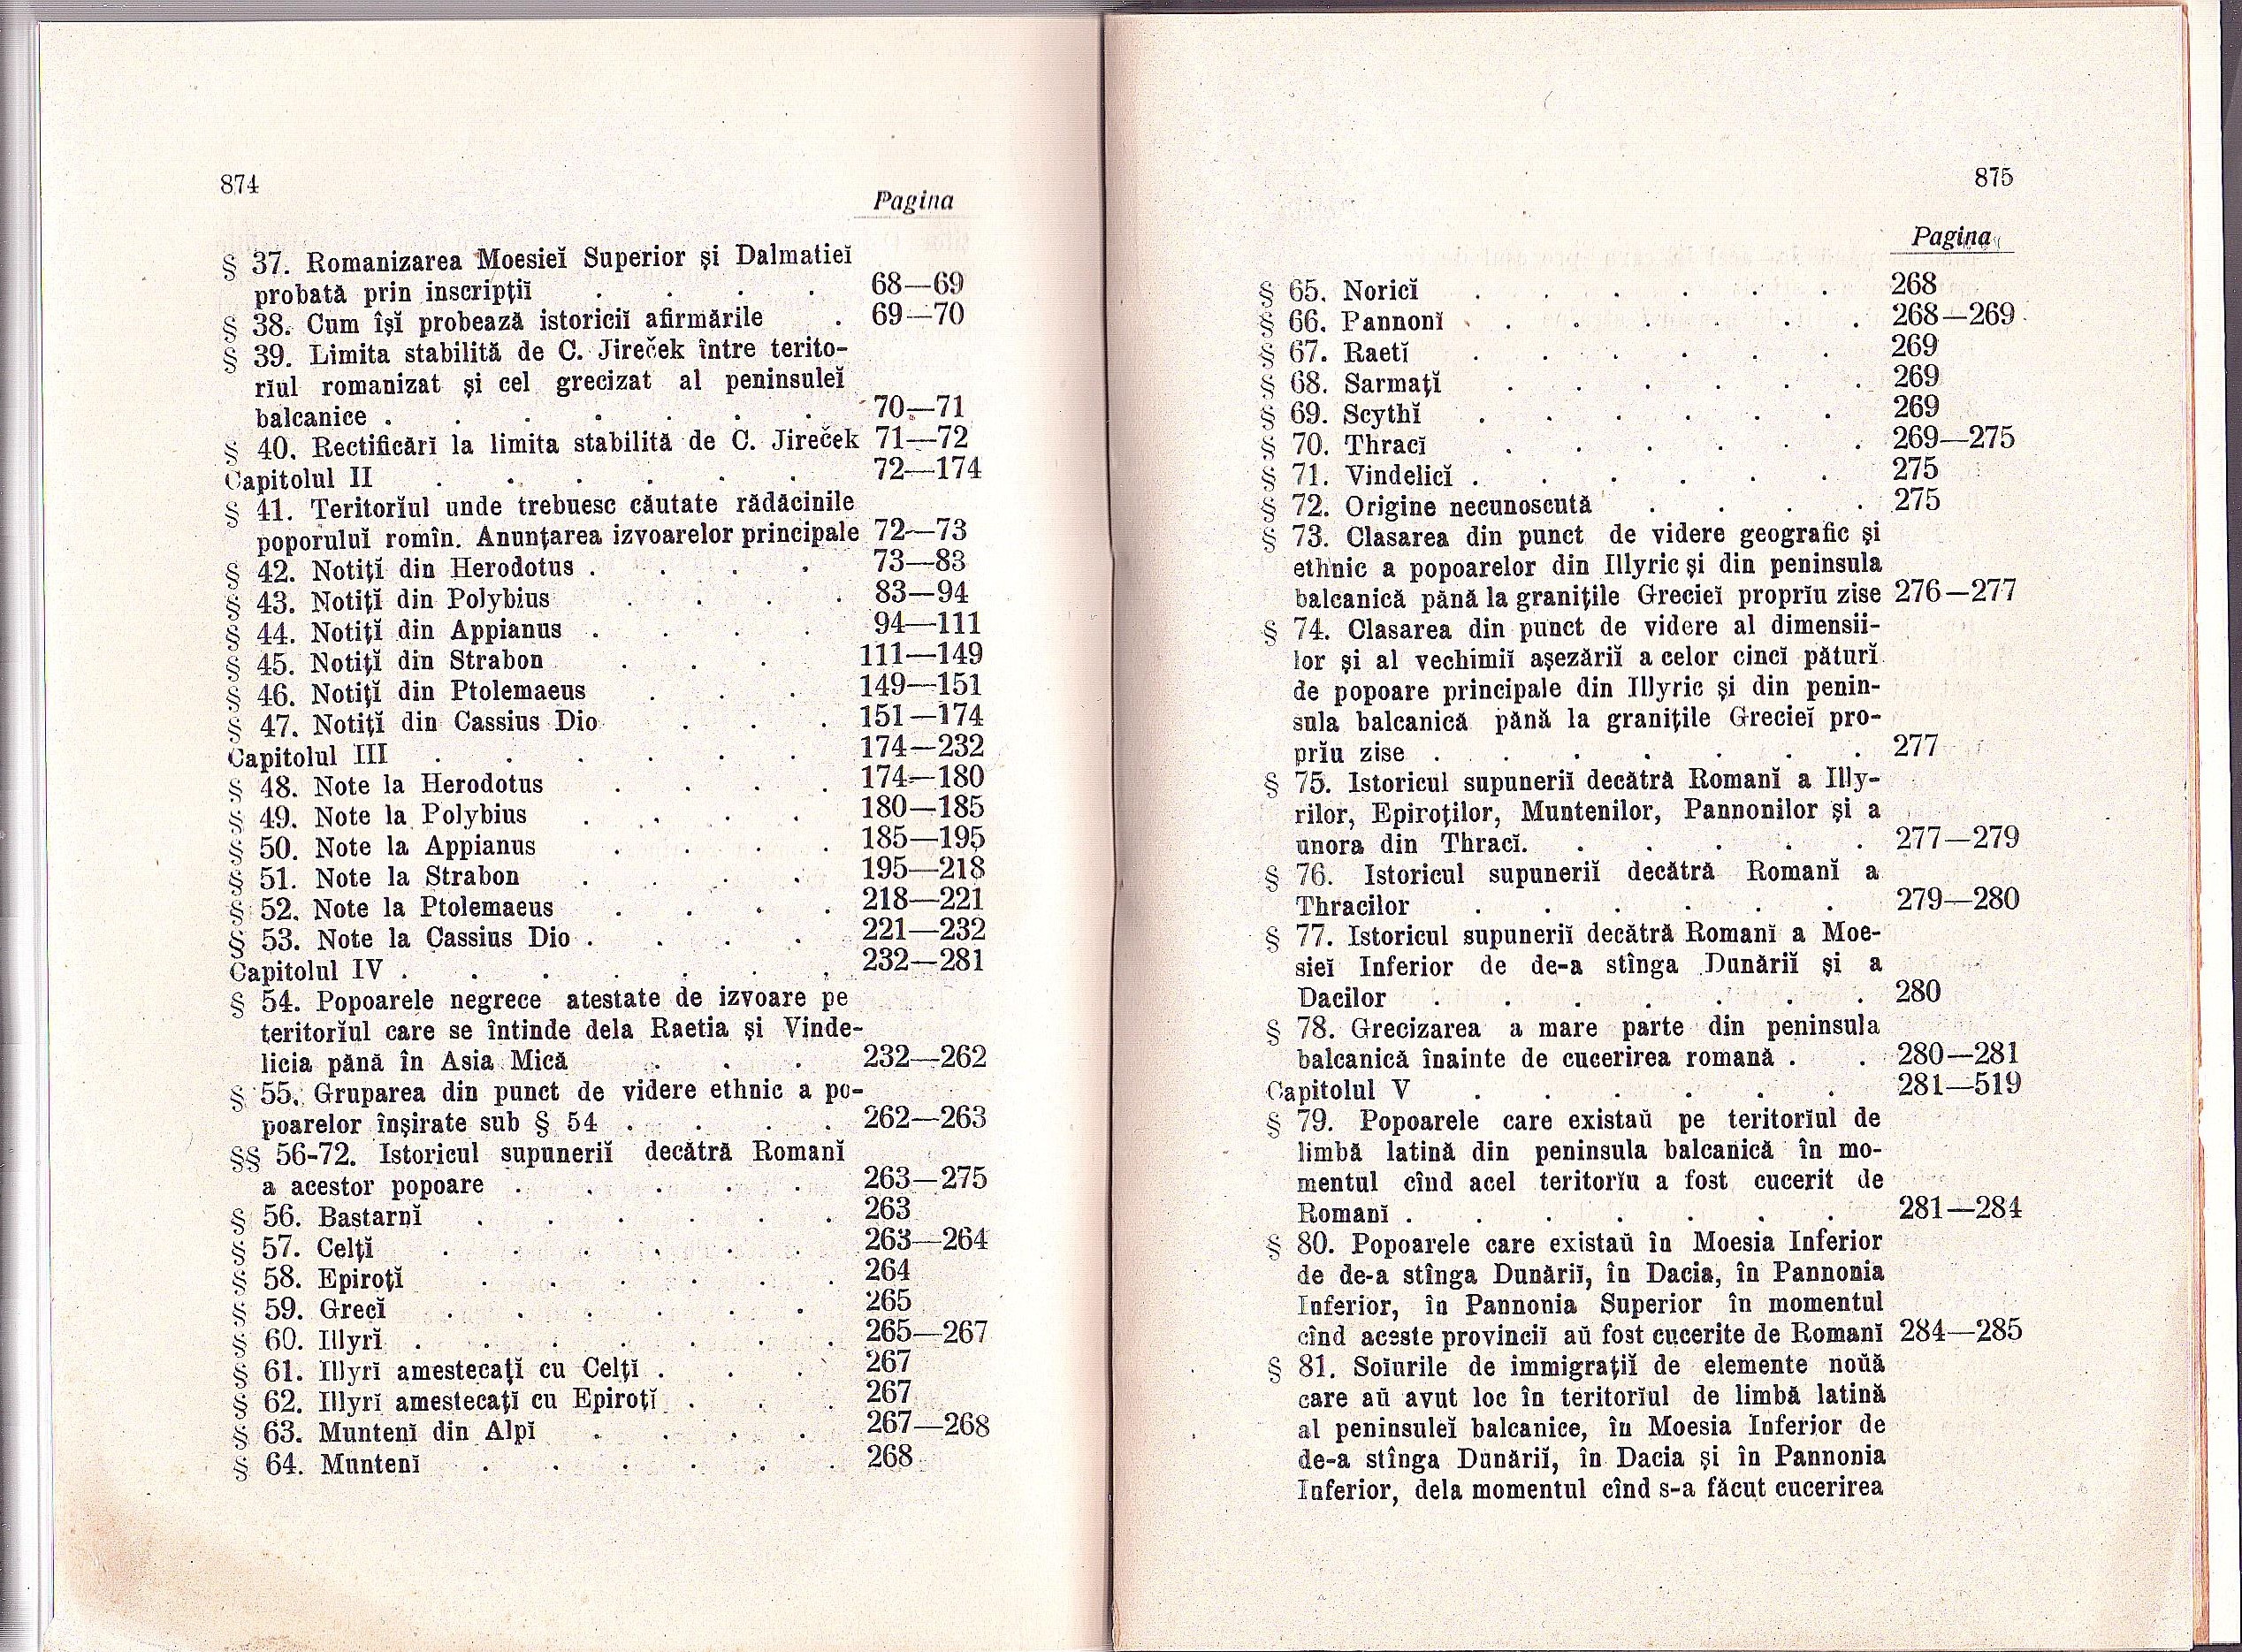 874
Pagina
§ 37. Romanizarea Moesieĭ Superior și Dalmatieĭ
probată prin inscripțiĭ . . . . 68—69
§ 38. Cum îșĭ probează istoriciĭ afirmările . 69—70
§ 39. Limita stabilită de C. Jireček între terito-
rĭul romanizat și cel grecizat al peninsuleĭ
balcanice . . . . . . . 70—71
§ 40. Rectificărĭ la limita stabilită de C. Jireček 71—72
Capitolul II . . . . . . 72—174
§ 41. Teritorĭul unde trebuesc căutate rădăcinile
poporuluĭ romîn. Anunțarea izvoarelor principale 72—73
§ 42. Notițĭ din Herodotus . . . . 73—83
§ 43. Notițĭ din Polybius . . . . 83—94
§ 44. Notițĭ din Appianus . . . . 94—111
§ 45. Notițĭ din Strabon . . . 111—149
§ 46. Notițĭ din Ptolemaeus . . . 149—151
§ 47. Notițĭ din Cassius Dio . . . 151—174
Capitolul III . . . . . . 174—232
§ 48. Note la Herodotus . . . . 174—180
§ 49. Note la Polybius . . . . 180—185
§ 50. Note la Appianus . . . . 185—195
§ 51. Note la Strabon . . . . 195—218
§ 52. Note la Ptolemaeus . . . . 218—221
§ 53. Note la Cassius Dio . . . . 221—232
Capitolul IV . . . . . . . 232—281
§ 54. Popoarele negrece atestate de izvoare pe
teritorĭul care se întinde dela Raetia și Vinde-
licia pănă în Asia Mică . . . 232—262
§ 55. Gruparea din punct de videre ethnic a po-
poarelor înșirate sub § 54 . . . . 262—263
§§ 56-72. Istoricul supuneriĭ decătră Romanĭ
a acestor popoare . . . . . 263—275
§ 56. Bastarnĭ . . . . . . 263
§ 57. Celțĭ . . . . . . 263—264
§ 58. Epiroțĭ . . . . . . 264
§ 59. Grecĭ . . . . . . 265
§ 60. Illyrĭ . . . . . . . 265—267
§ 61. Illyrĭ amestecațĭ cu Celțĭ . . . 267
§ 62. Illyrĭ amestecațĭ cu Epiroțĭ . . . 267
§ 63. Muntenĭ din Alpĭ . . . . 267—268
§ 64. Muntenĭ . . . . . . 268
875
Pagina
§ 65. Noricĭ . . . . . . 268
§ 66. Pannonĭ . . . . . . 268—269
§ 67. Raetĭ . . . . . . 269
§ 68. Sarmațĭ . . . . . . 269
§ 69. Scythĭ . . . . . . 269
§ 70. Thracĭ . . . . . . 269—275
§ 71. Vindelicĭ . . . . . . 275
§ 72. Origine necunoscută . . . . 275
§ 73. Clasarea din punct de videre geografic și
ethnic a popoarelor din Illyric și din peninsula
balcanică pănă la granițile Grecieĭ proprĭu zise 276—277
§ 74. Clasarea din punct de videre al dimensii-
lor și al vechimiĭ așezăriĭ a celor cincĭ păturĭ
de popoare principale din Illyric și din penin-
sula balcanică pănă la granițile Grecieĭ pro-
prĭu zise . . . . . . . 277
§ 75. Istoricul supuneriĭ decătră Romanĭ a Illy-
rilor, Epiroților, Muntenilor, Pannonilor și a
unora din Thracĭ. . . . . . 277—279
§ 76. Istoricul supuneriĭ decătră Romanĭ a
Thracilor . . . . . . 279—280
§ 77. Istoricul supuneriĭ decătră Romanĭ a Moe-
sieĭ Inferior de de-a stînga Dunăriĭ și a
Dacilor . . . . . . . 280
§ 78. Grecizarea a mare parte din peninsula
balcanică înainte de cucerirea romană . . 280—281
Capitolul V . . . . . . 281—519
§ 79. Popoarele care existaŭ pe teritorĭul de
limbă latină din peninsula balcanică în mo-
mentul cînd acel teritorĭu a fost cucerit de
Romanĭ . . . . . . . 281—284
§ 80. Popoarele care existaŭ în Moesia Inferior
de de-a stînga Dunăriĭ, în Dacia, în Pannonia
Inferior, în Pannonia Superior în momentul
cînd aceste provinciĭ aŭ fost cucerite de Romanĭ 284—285
§ 81. Soĭurile de immigrațiĭ de elemente noŭă
care aŭ avut loc în teritorĭul de limbă latină
al peninsuleĭ balcanice, în Moesia Inferior de
de-a stînga Dunăriĭ, în Dacia și în Pannonia
Inferior, dela momentul cînd s-a făcut cucerirea